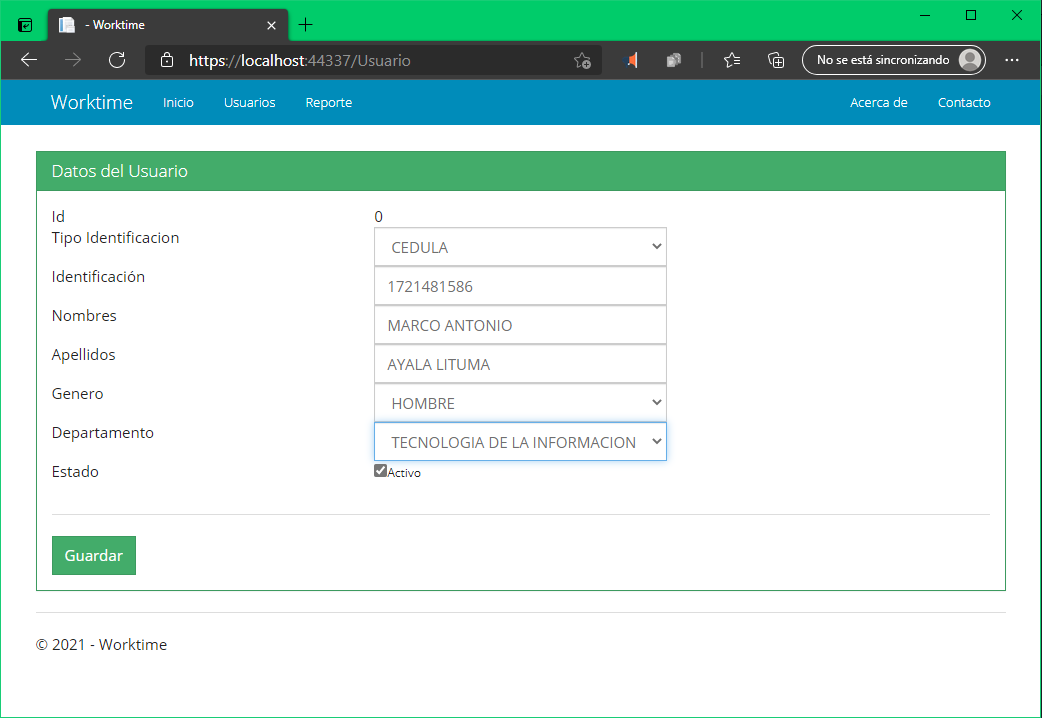 - Worktime
https://localhost:44337/Usuario
No se está sincronizando
Worktime Inicio Usuarios Reporte Acerca de Contacto
Datos del Usuario
Id 0
Tipo Identificacion CEDULA
Identificación 1721481586
Nombres MARCO ANTONIO
Apellidos AYALA LITUMA
Genero HOMBRE
Departamento TECNOLOGIA DE LA INFORMACION
Estado Activo
Guardar
© 2021 - Worktime